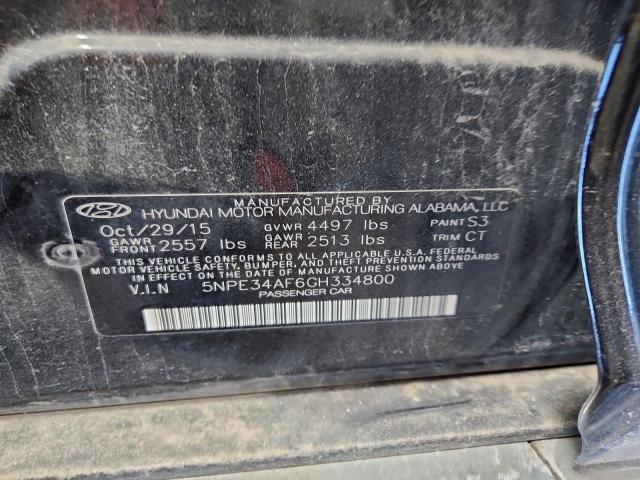 MANUFACTURED BY
HYUNDAI MOTOR MANUFACTURING ALABAMA, LLC
Oct/29/15 GVWR 4497 lbs PAINT S3
GAWR FRONT 2557 lbs GAWR REAR 2513 lbs TRIM CT
THIS VEHICLE CONFORMS TO ALL APPLICABLE U.S.A. FEDERAL
MOTOR VEHICLE SAFETY, BUMPER, AND THEFT PREVENTION STANDARDS
IN EFFECT ON THE DATE OF MANUFACTURE SHOWN ABOVE
V.I.N 5NPE34AF6GH334800
PASSENGER CAR